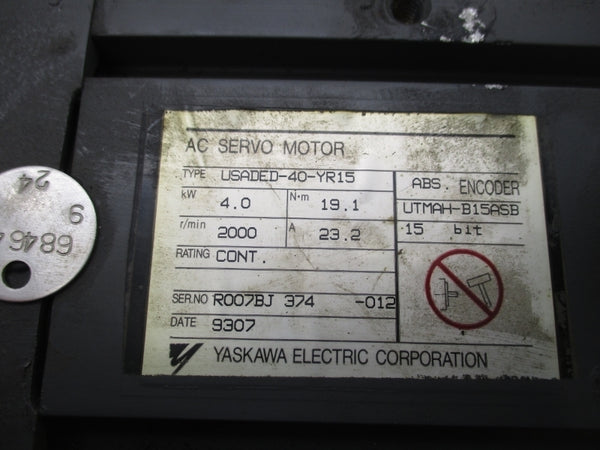 AC SERVO MOTOR
TYPE USADED-40-YR15
kW 4.0 N·m 19.1
r/min 2000 A 23.2
RATING CONT.
SER.NO R007BJ 374 -012
DATE 9307
YASKAWA ELECTRIC CORPORATION
ABS. ENCODER
UTMAH-B15ASB
15 bit
24
9
68464